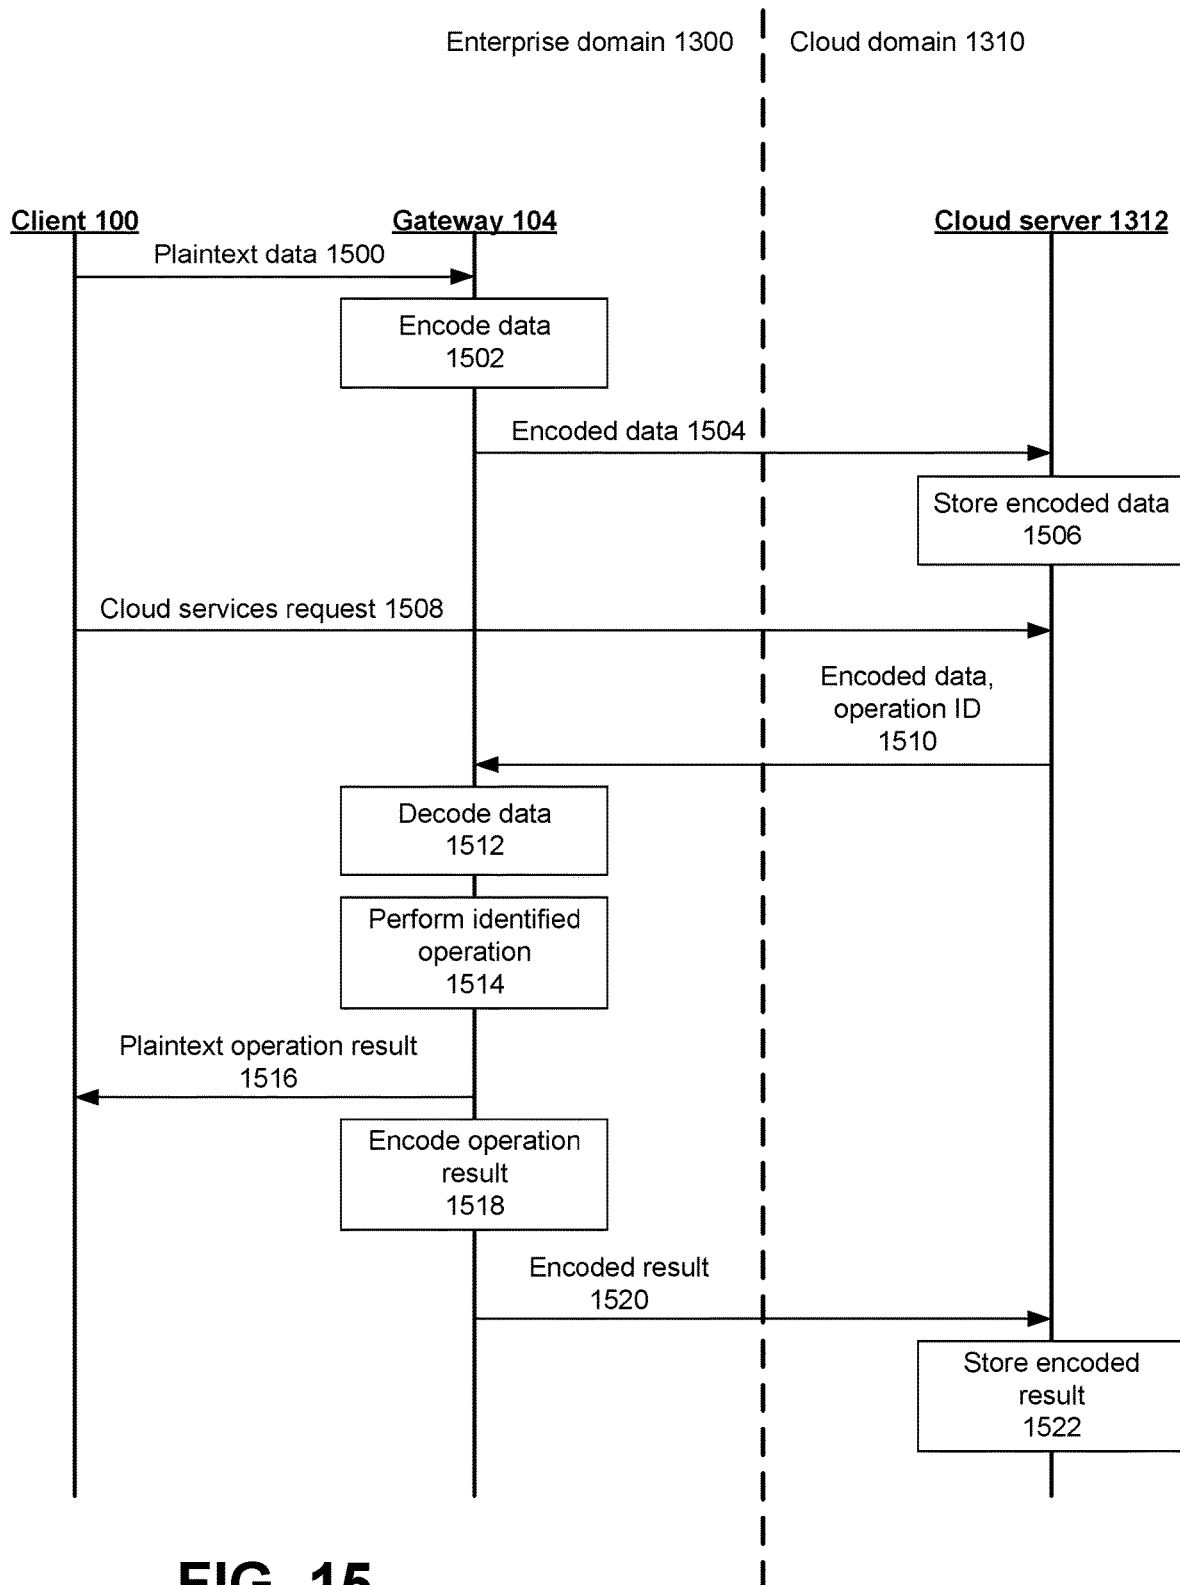 Enterprise domain 1300
Cloud domain 1310
Client 100
Gateway 104
Cloud server 1312
Plaintext data 1500
Encode data
1502
Encoded data 1504
Store encoded data
1506
Cloud services request 1508
Encoded data,
operation ID
1510
Decode data
1512
Perform identified
operation
1514
Plaintext operation result
1516
Encode operation
result
1518
Encoded result
1520
Store encoded
result
1522
FIG. 15